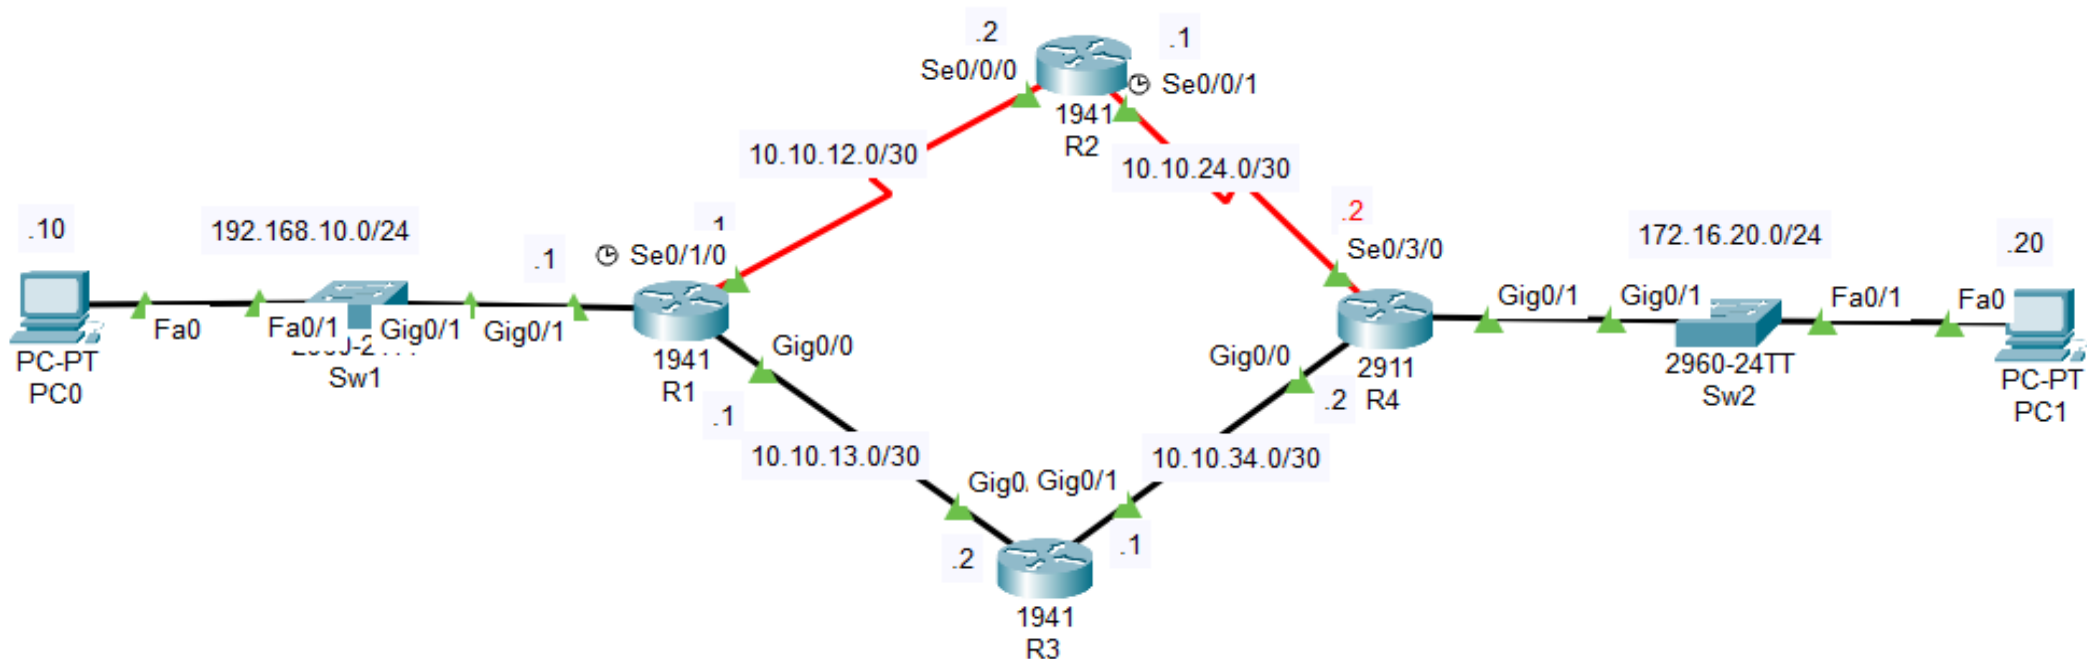 .2
.1
Se0/0/0
Se0/0/1
1941
R2
10.10.12.0/30
10.10.24.0/30
.10
192.168.10.0/24
.1
.1
Se0/1/0
.2
Se0/3/0
172.16.20.0/24
.20
Fa0
Fa0/1
Gig0/1
Gig0/1
Gig0/1
Gig0/1
Fa0/1
Fa0
PC-PT
PC0
Sw1
1941
R1
Gig0/0
.1
Gig0/0
2911
R4
.2
2960-24TT
Sw2
PC-PT
PC1
10.10.13.0/30
10.10.34.0/30
Gig0/1
.2
.1
1941
R3